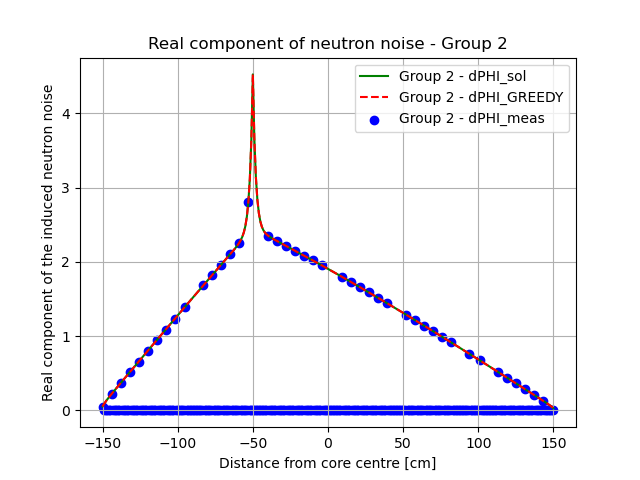 Real component of neutron noise - Group 2
Real component of the induced neutron noise
Group 2 - dPHI_sol
Group 2 - dPHI_GREEDY
Group 2 - dPHI_meas
4
3
2
1
0
−150
−100
−50
0
50
100
150
Distance from core centre [cm]